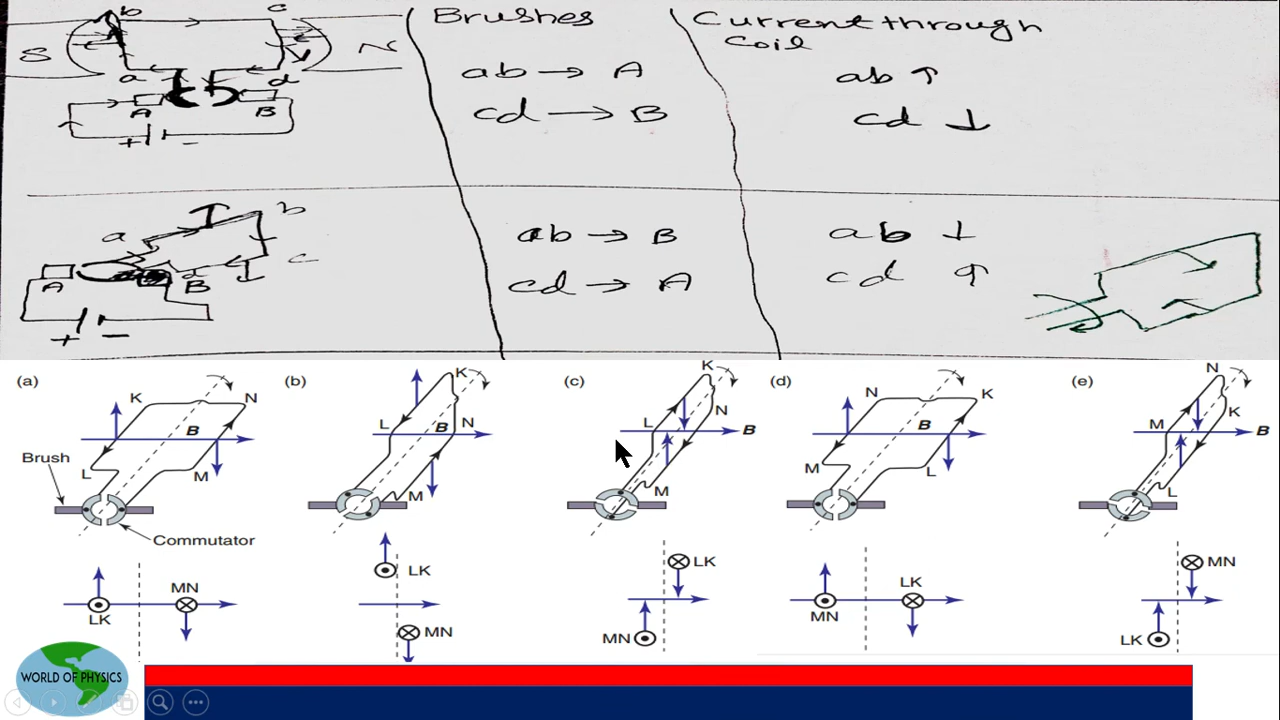 Brushes
Current through
Coil
b c
S N
a d
A B
+ -
ab → A
cd → B
ab ↑
cd ↓
a b
c
d
A B
+ -
ab → B
cd → A
ab ↓
cd ↑
(a) (b) (c) (d) (e)
K N
B
Brush
L M
Commutator
MN
LK
K
L B N
M
LK
MN
K
L N B
M
LK
MN
N K
B
M L
LK
MN
N
M K B
L
MN
LK
WORLD OF PHYSICS